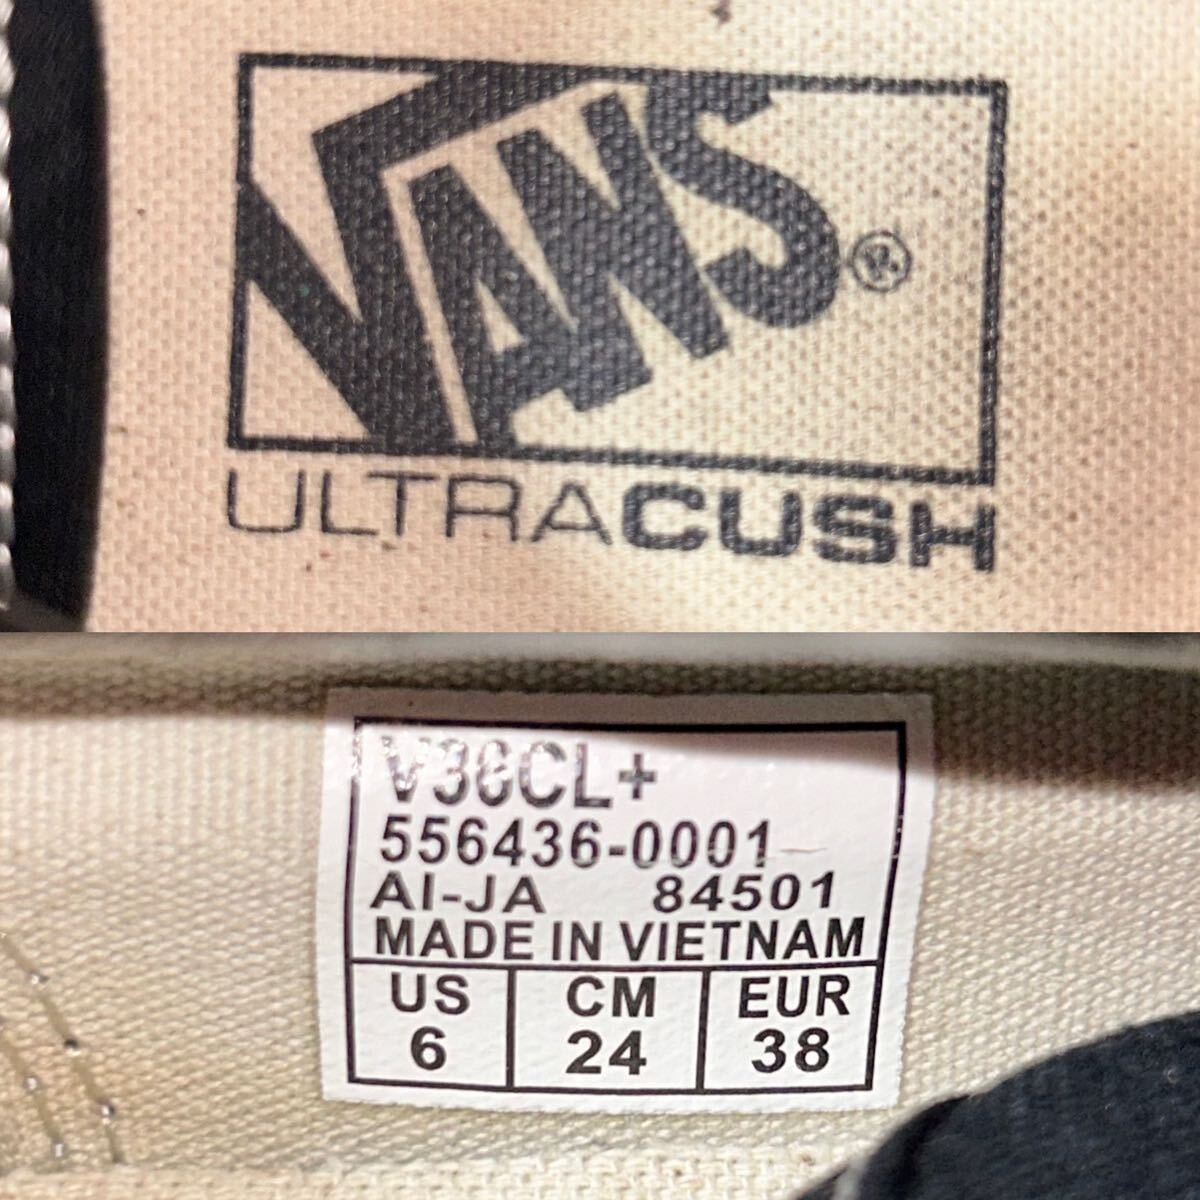 VANS®
ULTRACUSH
V36CL+
556436-0001
AI-JA 84501
MADE IN VIETNAM
US CM EUR
6 24 38